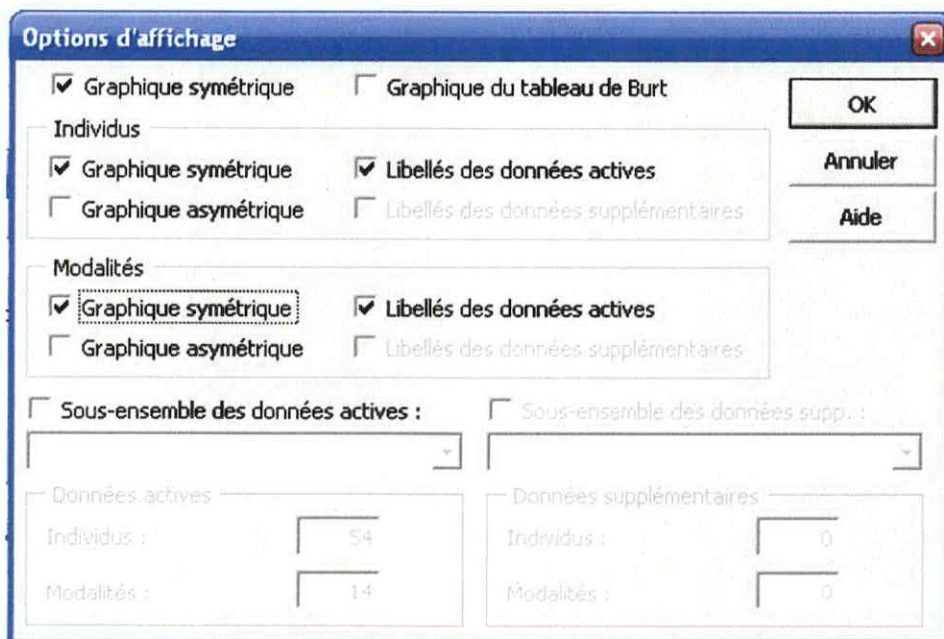 Options d'affichage
Graphique symétrique Graphique du tableau de Burt
OK
Individus
Graphique symétrique Libellés des données actives
Annuler
Graphique asymétrique Libellés des données supplémentaires
Aide
Modalités
Graphique symétrique Libellés des données actives
Graphique asymétrique Libellés des données supplémentaires
Sous-ensemble des données actives : Sous-ensemble des données supp. :
Données actives Données supplémentaires
Individus : 54 Individus : 0
Modalités : 14 Modalités : 0